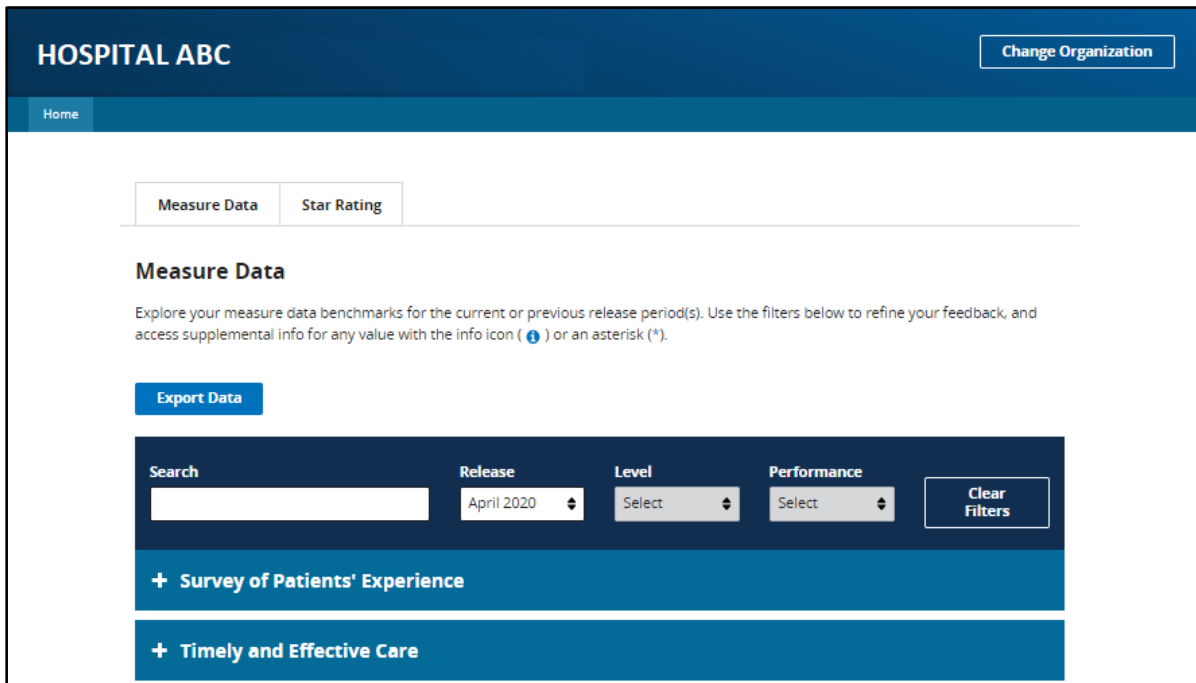 HOSPITAL ABC
Change Organization
Home
Measure Data
Star Rating
Measure Data
Explore your measure data benchmarks for the current or previous release period(s). Use the filters below to refine your feedback, and
access supplemental info for any value with the info icon ( i ) or an asterisk (*).
Export Data
Search
Release
Level
Performance
April 2020
Select
Select
Clear
Filters
+ Survey of Patients' Experience
+ Timely and Effective Care